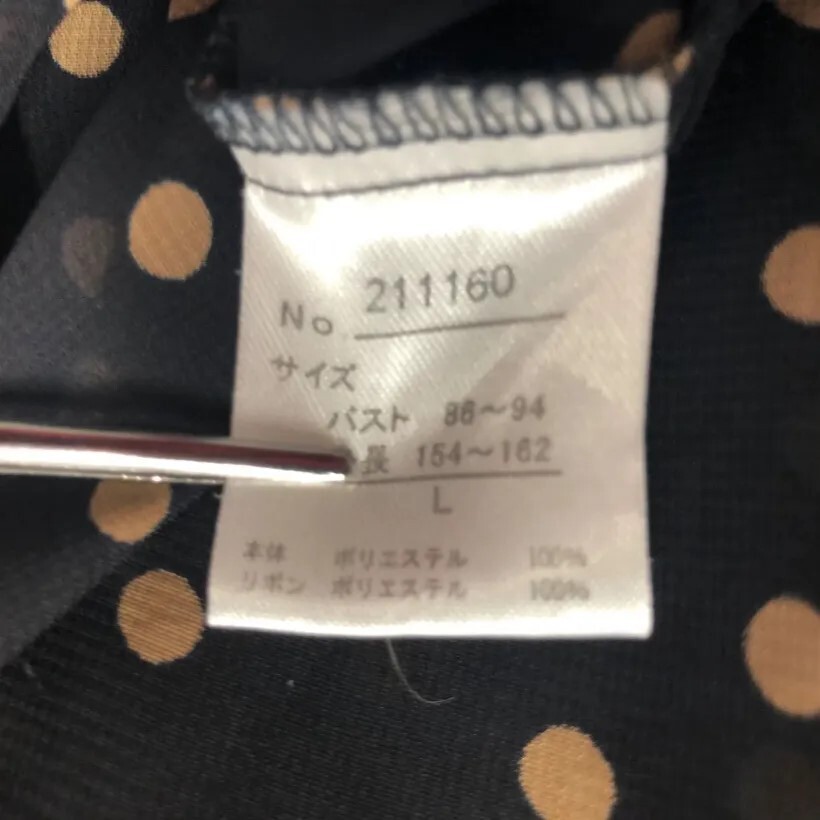 No. 211160
サイズ
バスト 86～94
長 154～162
L
本体 ポリエステル 100%
リボン ポリエステル 100%